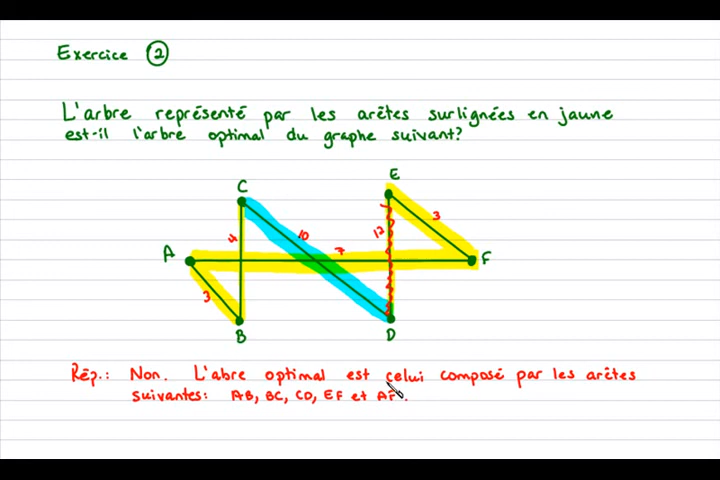 Exercice 2
L'arbre représenté par les arêtes surlignées en jaune
est-il l'arbre optimal du graphe suivant?
E
C
3
4
10
12
A
7
F
3
B
D
Rép.: Non. L'abre optimal est celui composé par les arêtes
suivantes: AB, BC, CD, EF et AF.